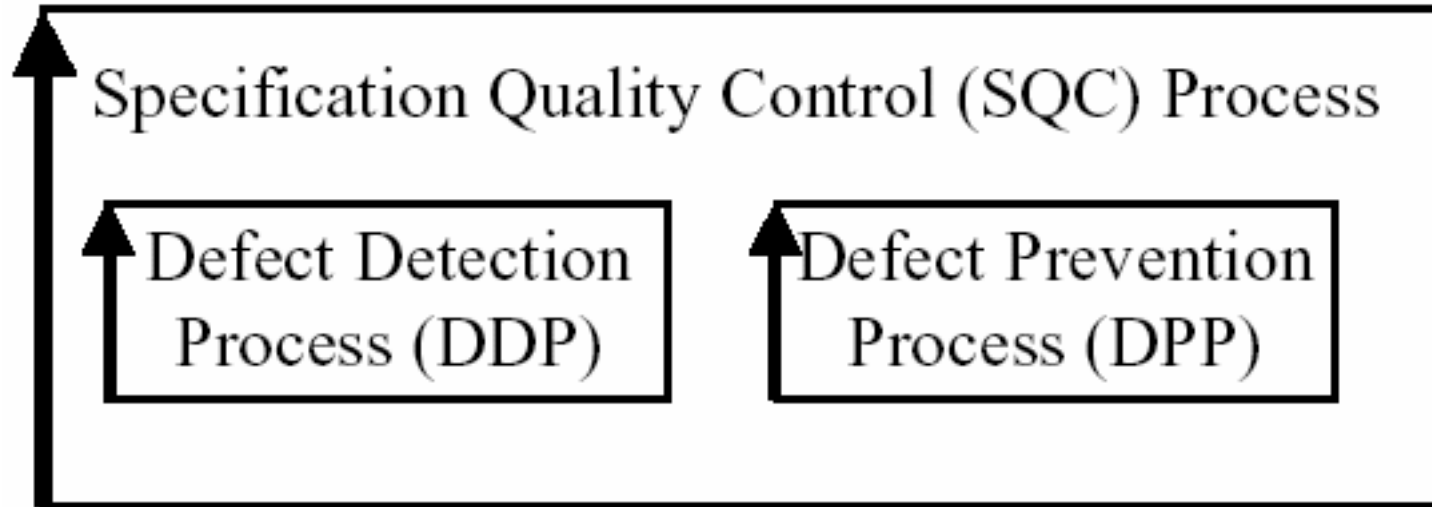 Specification Quality Control (SQC) Process
Defect Detection
Process (DDP)
Defect Prevention
Process (DPP)